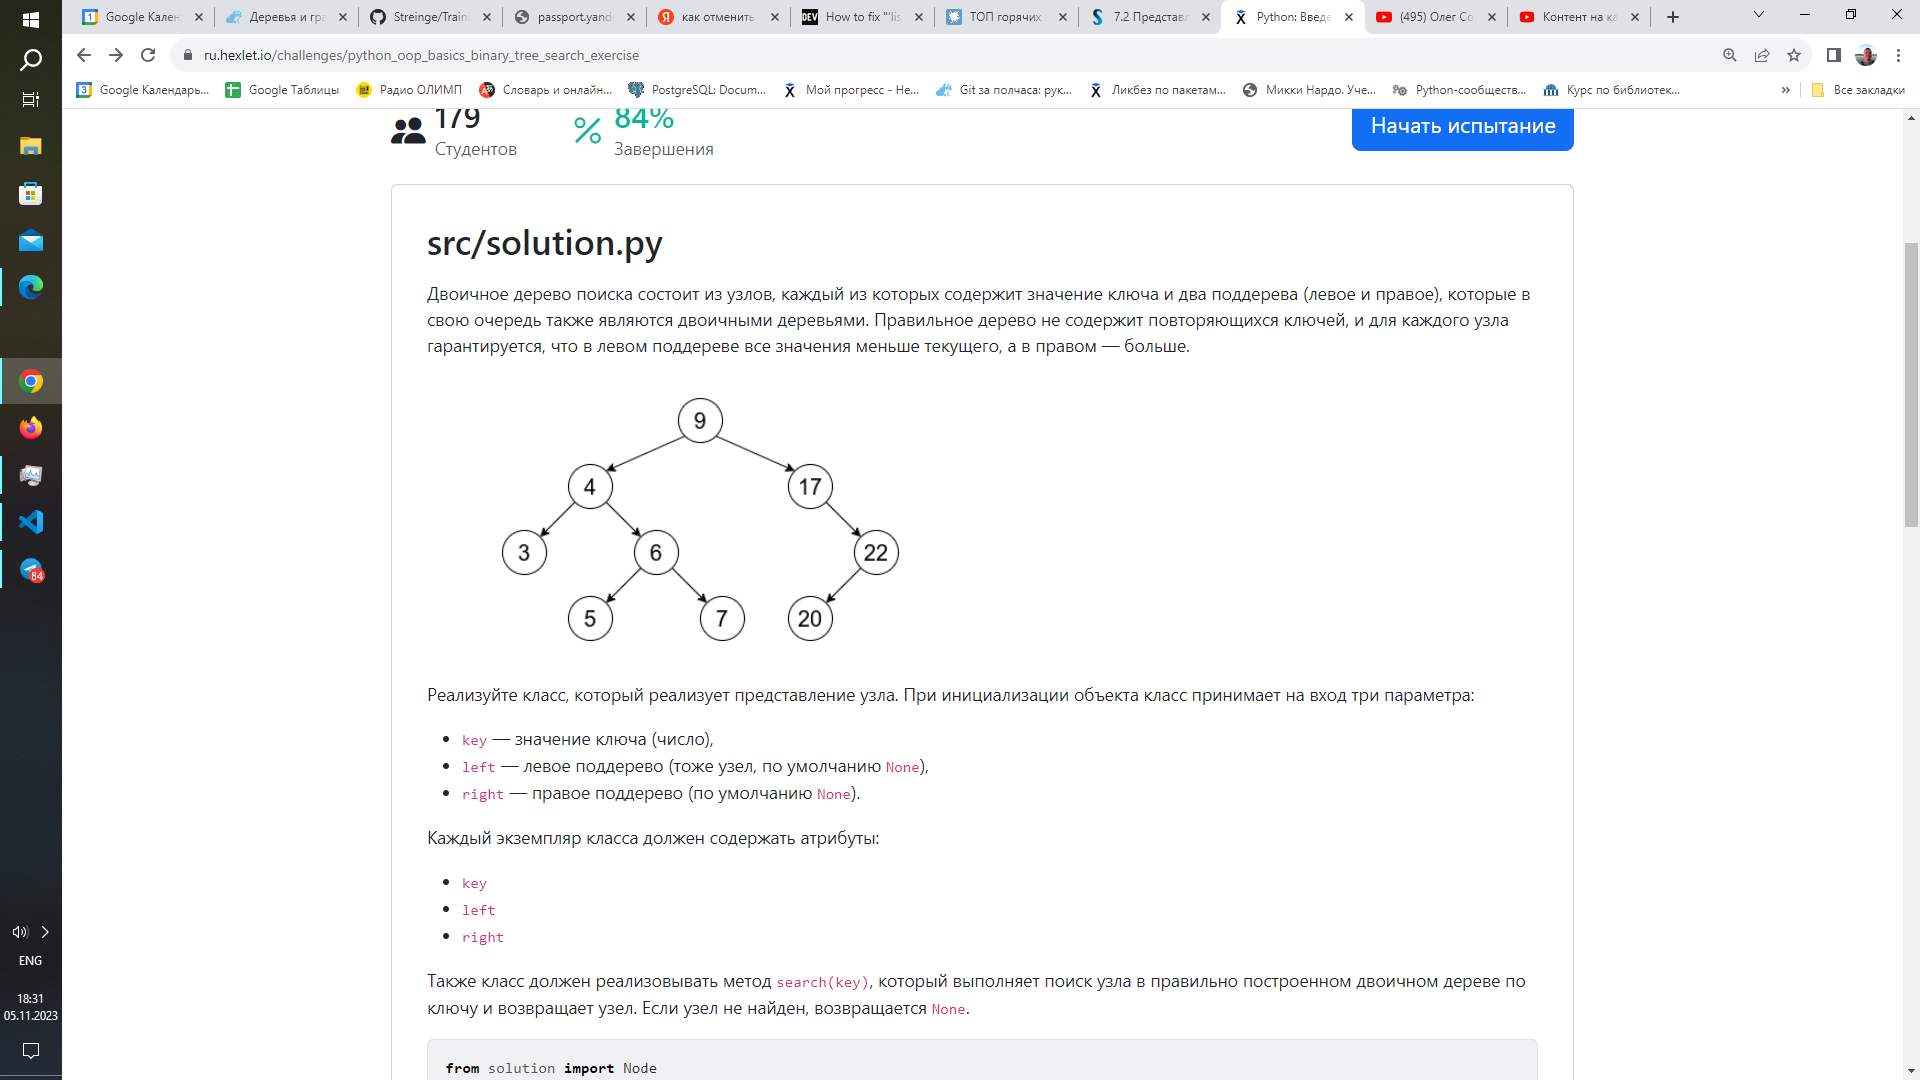 Google Кален
Деревья и гра
Streinge/Train
passport.yand
как отменить
DEV How to fix "'lis
ТОП горячих
7.2 Представл
Python: Введе
(495) Олег Со
Контент на ка
ru.hexlet.io/challenges/python_oop_basics_binary_tree_search_exercise
Google Календарь...
Google Таблицы
Радио ОЛИМП
Словарь и онлайн...
PostgreSQL: Docum...
Мой прогресс - Не...
Git за полчаса: рук...
Ликбез по пакетам...
Микки Нардо. Уче...
Python-сообществ...
Курс по библиотек...
»
Все закладки
179
Студентов
84%
Завершения
Начать испытание
src/solution.py
Двоичное дерево поиска состоит из узлов, каждый из которых содержит значение ключа и два поддерева (левое и правое), которые в
свою очередь также являются двоичными деревьями. Правильное дерево не содержит повторяющихся ключей, и для каждого узла
гарантируется, что в левом поддереве все значения меньше текущего, а в правом — больше.
9
4 17
3 6 22
5 7 20
Реализуйте класс, который реализует представление узла. При инициализации объекта класс принимает на вход три параметра:
• key — значение ключа (число),
• left — левое поддерево (тоже узел, по умолчанию None),
• right — правое поддерево (по умолчанию None).
Каждый экземпляр класса должен содержать атрибуты:
• key
• left
• right
Также класс должен реализовывать метод search(key), который выполняет поиск узла в правильно построенном двоичном дереве по
ключу и возвращает узел. Если узел не найден, возвращается None.
from solution import Node
84
ENG
18:31
05.11.2023